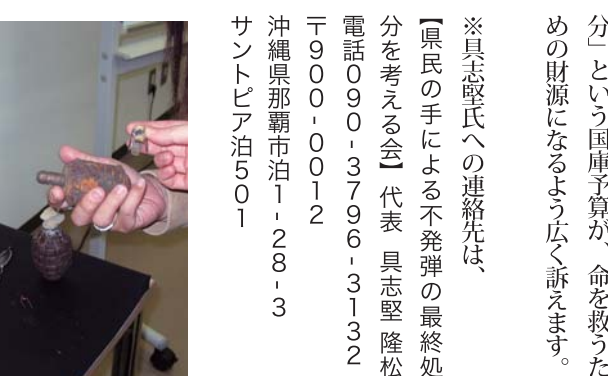 分」という国庫予算が、命を救うた
めの財源になるよう広く訴えます。
※具志堅氏への連絡先は、
【県民の手による不発弾の最終処
分を考える会】代表　具志堅 隆松
電話090-3796-3132
〒900-0012
沖縄県那覇市泊1-28-3
サントピア泊501